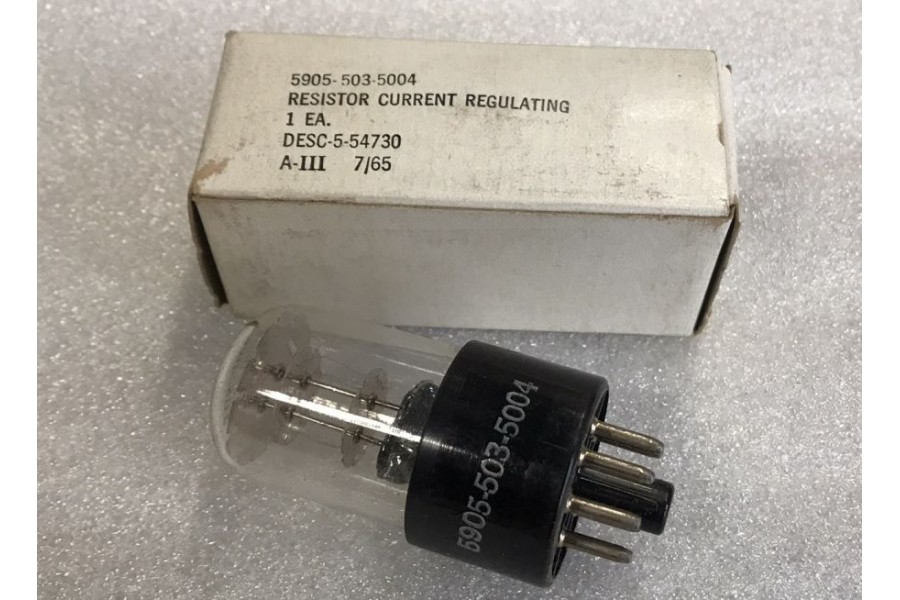 5905-503-5004
RESISTOR CURRENT REGULATING
1 EA.
DESC-5-54730
A-III 7/65
5905-503-5004